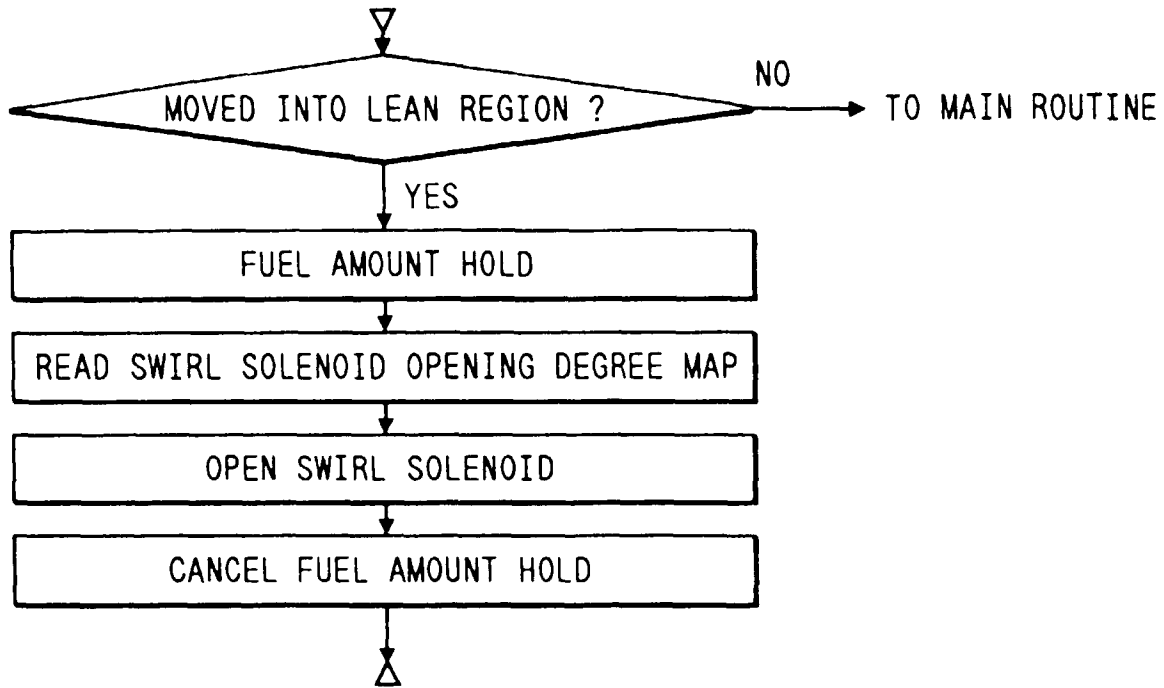 NO
MOVED INTO LEAN REGION ?
TO MAIN ROUTINE
YES
FUEL AMOUNT HOLD
READ SWIRL SOLENOID OPENING DEGREE MAP
OPEN SWIRL SOLENOID
CANCEL FUEL AMOUNT HOLD